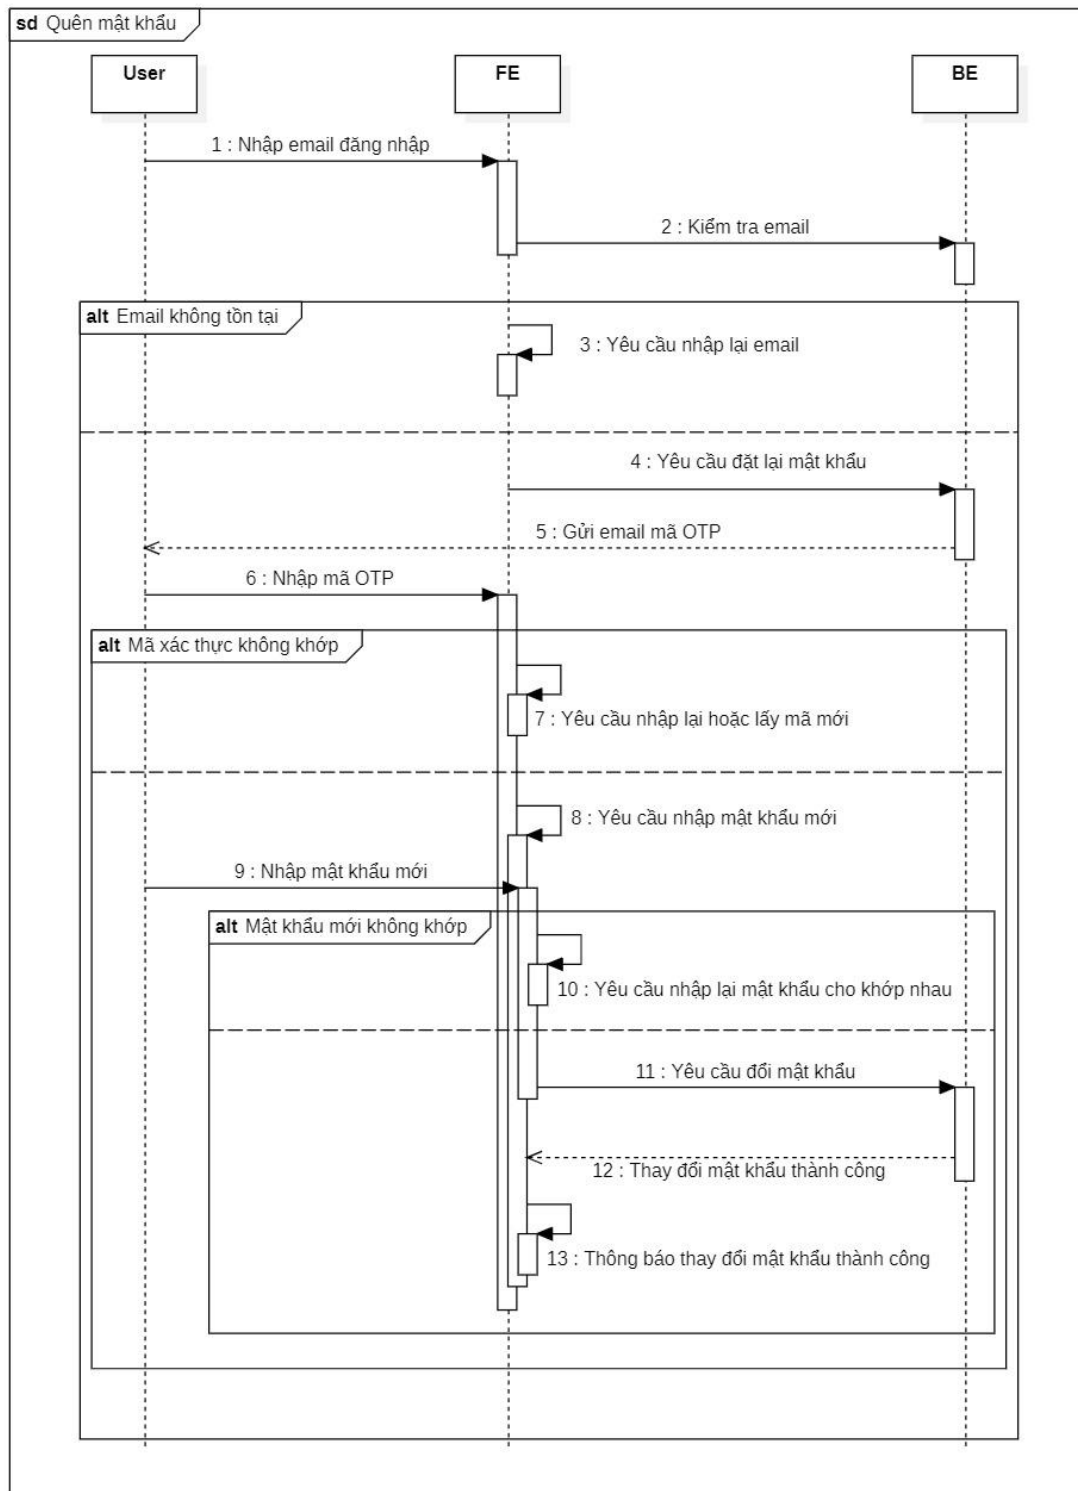 sd Quên mật khẩu
User FE BE
1 : Nhập email đăng nhập
2 : Kiểm tra email
alt Email không tồn tại
3 : Yêu cầu nhập lại email
4 : Yêu cầu đặt lại mật khẩu
5 : Gửi email mã OTP
6 : Nhập mã OTP
alt Mã xác thực không khớp
7 : Yêu cầu nhập lại hoặc lấy mã mới
8 : Yêu cầu nhập mật khẩu mới
9 : Nhập mật khẩu mới
alt Mật khẩu mới không khớp
10 : Yêu cầu nhập lại mật khẩu cho khớp nhau
11 : Yêu cầu đổi mật khẩu
12 : Thay đổi mật khẩu thành công
13 : Thông báo thay đổi mật khẩu thành công